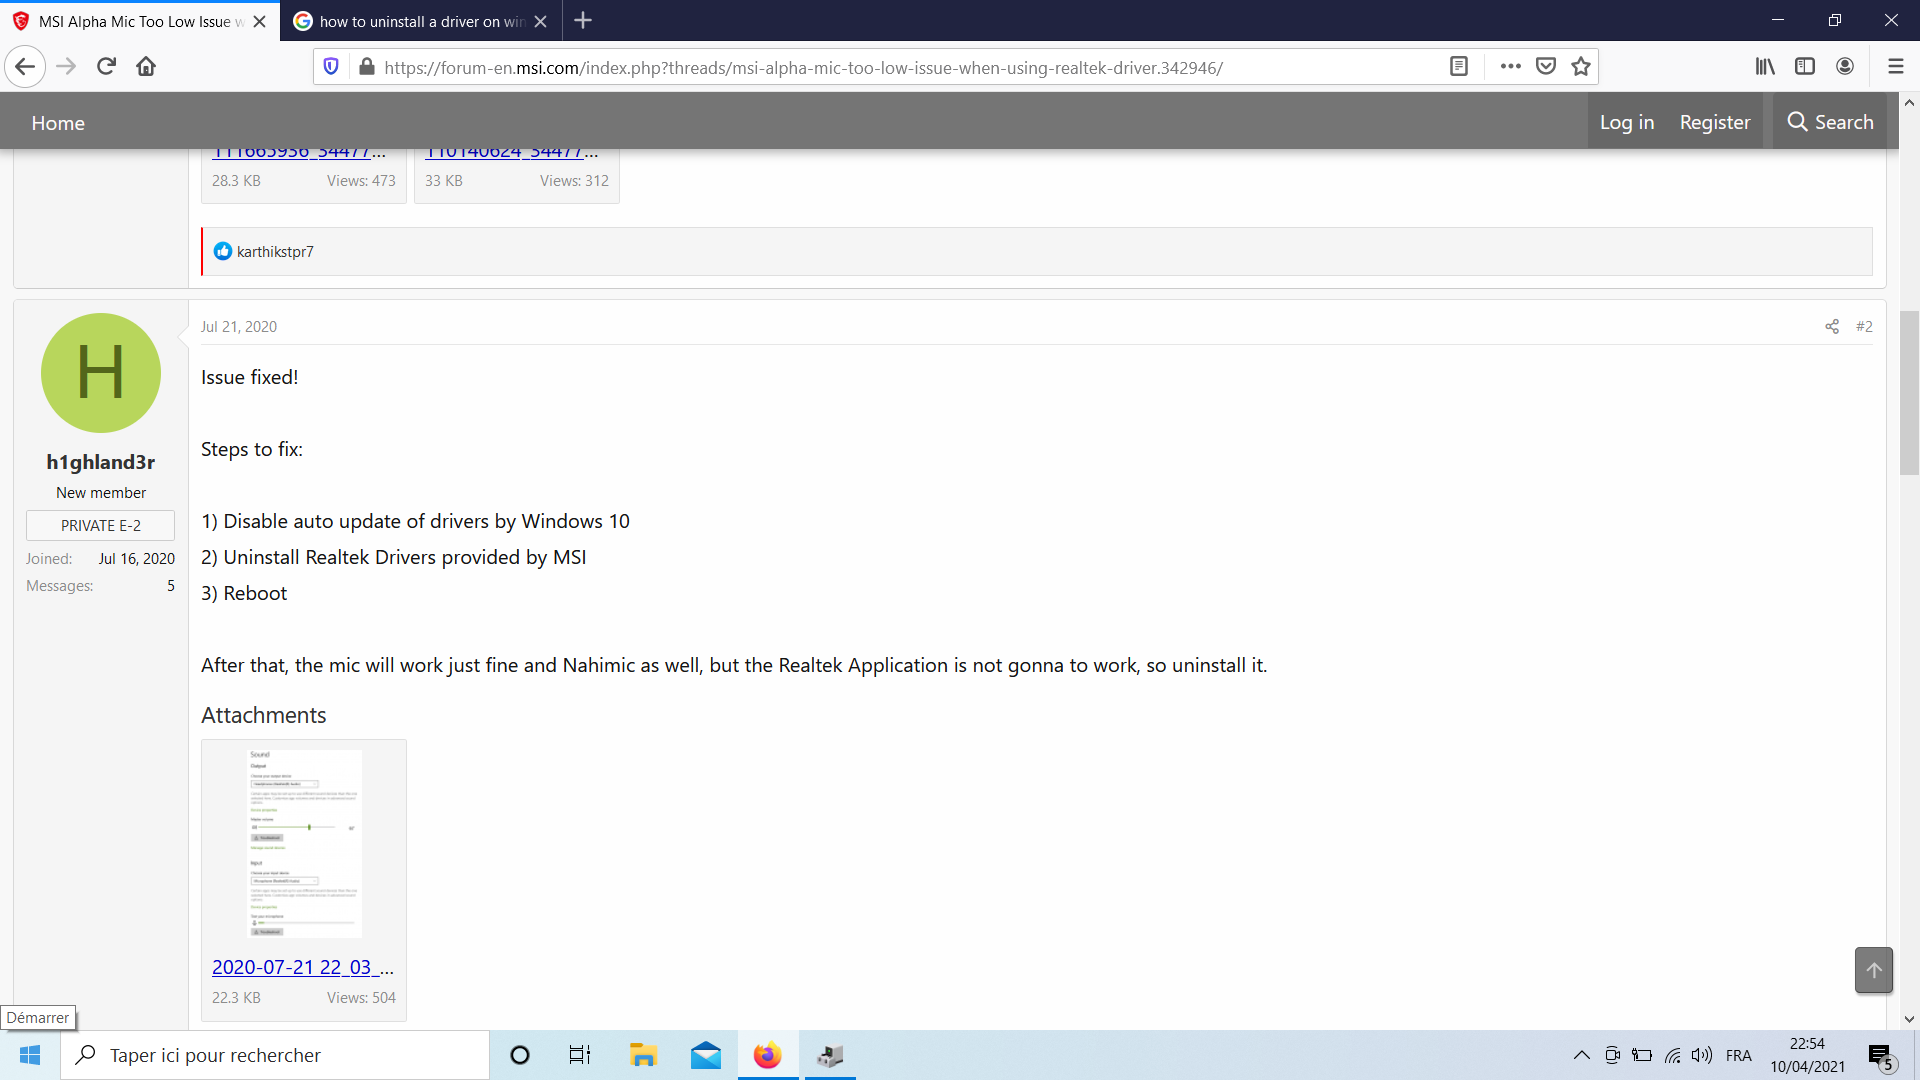 MSI Alpha Mic Too Low Issue w
how to uninstall a driver on win
https://forum-en.msi.com/index.php?threads/msi-alpha-mic-too-low-issue-when-using-realtek-driver.342946/
Home
Log in
Register
Search
111665936_34477...
110140624_34477...
28.3 KB
Views: 473
33 KB
Views: 312
karthikstpr7
H
h1ghland3r
New member
PRIVATE E-2
Joined: Jul 16, 2020
Messages: 5
Jul 21, 2020
#2
Issue fixed!
Steps to fix:
1) Disable auto update of drivers by Windows 10
2) Uninstall Realtek Drivers provided by MSI
3) Reboot
After that, the mic will work just fine and Nahimic as well, but the Realtek Application is not gonna to work, so uninstall it.
Attachments
Sound
Output
Input
2020-07-21 22_03_...
22.3 KB
Views: 504
Démarrer
Taper ici pour rechercher
FRA
22:54
10/04/2021
5